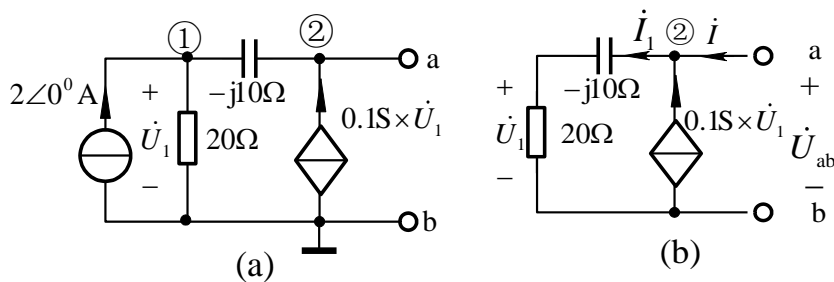 ① ② a
2∠0⁰ A + U̇₁ − 20Ω −j10Ω 0.1S×U̇₁
b
(a)
İ₁ ② İ a
+ U̇₁ − 20Ω −j10Ω 0.1S×U̇₁ + U̇ab −
b
(b)